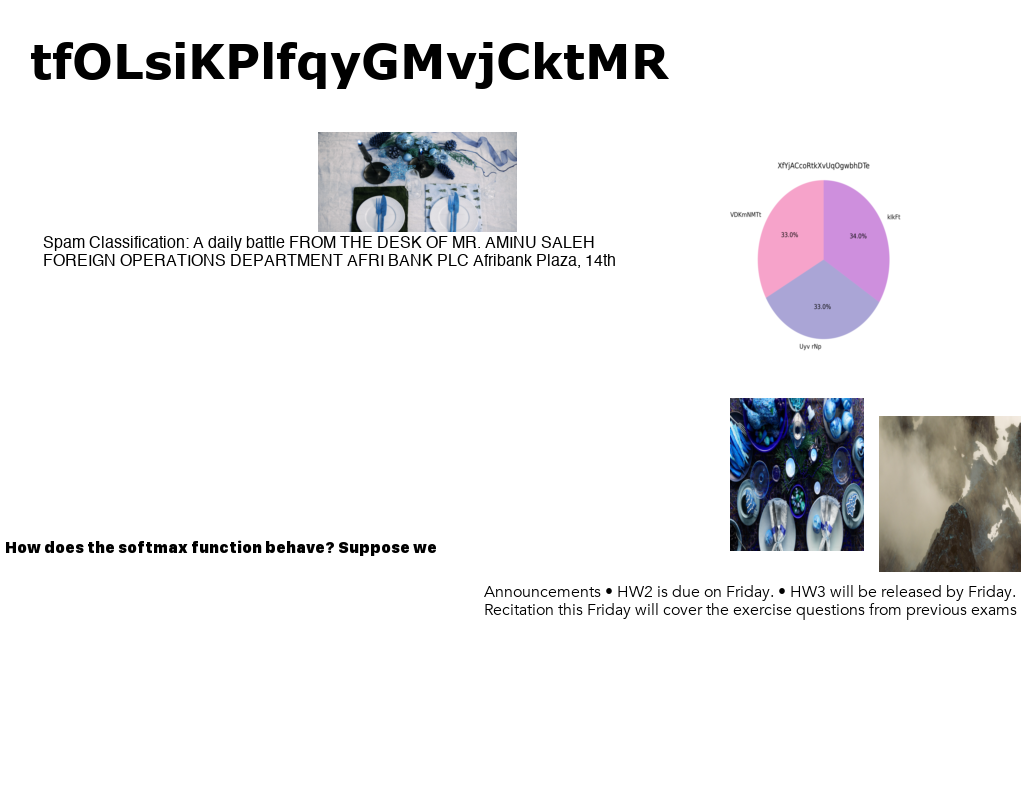 tfOLsiKPlfqyGMvjCktMR
Spam Classification: A daily battle FROM THE DESK OF MR. AMINU SALEH
FOREIGN OPERATIONS DEPARTMENT AFRI BANK PLC Afribank Plaza, 14th
XfYjACcoRtkXvUqOgwbhDTe
VDKmNMTt
klkFt
33.0%
34.0%
33.0%
Uyv rNp
How does the softmax function behave? Suppose we
Announcements • HW2 is due on Friday. • HW3 will be released by Friday.
Recitation this Friday will cover the exercise questions from previous exams